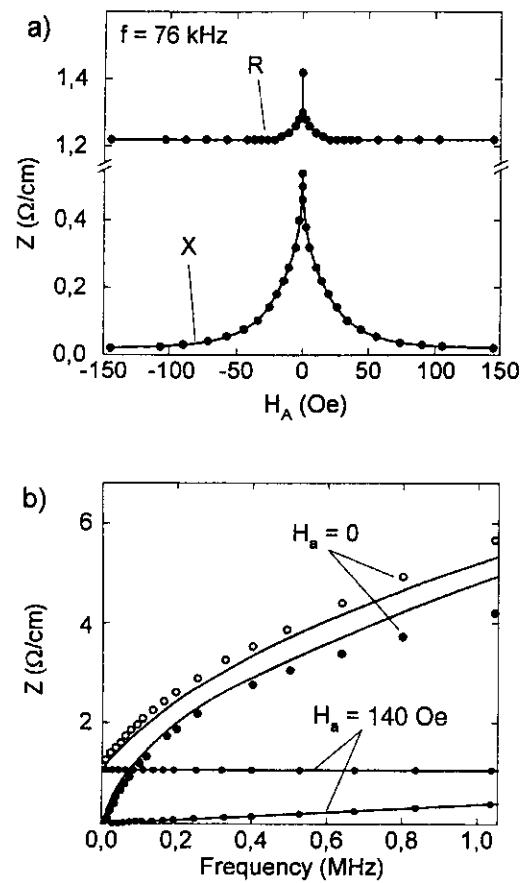 a)
f = 76 kHz
R
1,4
1,2
Z (Ω/cm)
0,4
0,2
0,0
X
-150 -100 -50 0 50 100 150
H_A (Oe)
b)
6
4
2
Z (Ω/cm)
H_a = 0
H_a = 140 Oe
0,0 0,2 0,4 0,6 0,8 1,0
Frequency (MHz)